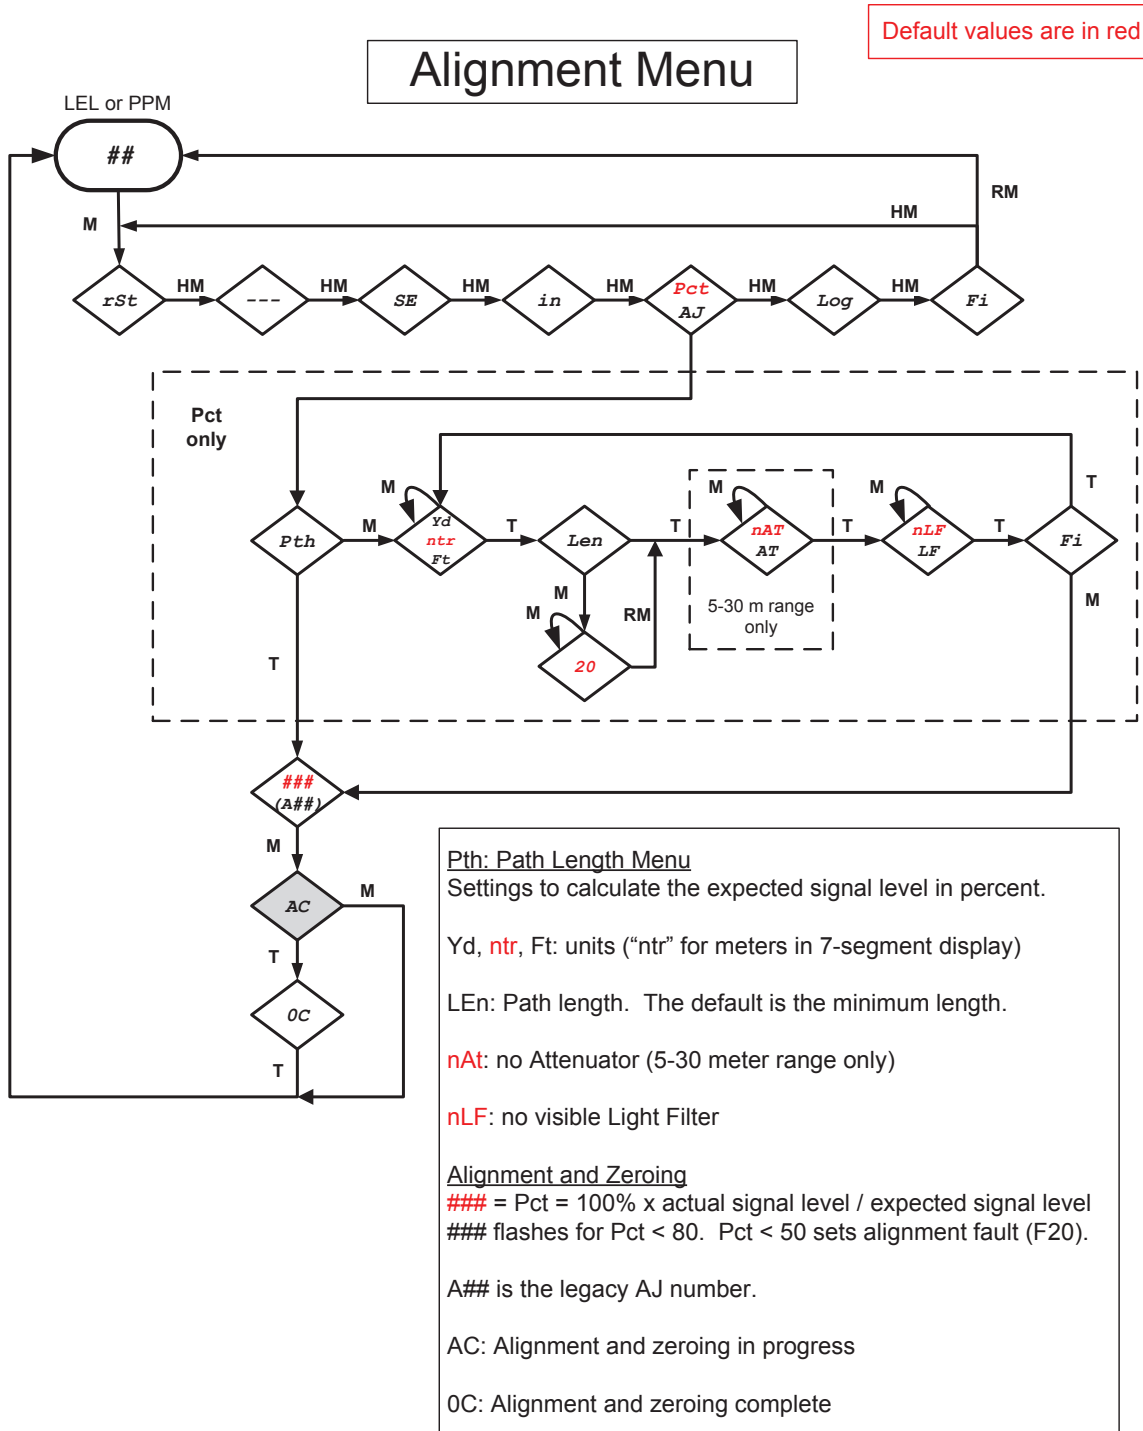 Default values are in red
Alignment Menu
LEL or PPM
##
RM
HM
M
rSt
HM
---
HM
SE
HM
in
HM
Pct
AJ
HM
Log
HM
Fi
Pct
only
M
M
M
T
Pth
M
Yd
ntr
Ft
T
Len
T
nAT
AT
T
nLF
LF
T
Fi
M
M
RM
5-30 m range
only
M
20
T
###
(A##)
M
AC
M
T
0C
T
Pth: Path Length Menu
Settings to calculate the expected signal level in percent.
Yd, ntr, Ft: units (“ntr” for meters in 7-segment display)
LEn: Path length.  The default is the minimum length.
nAt: no Attenuator (5-30 meter range only)
nLF: no visible Light Filter
Alignment and Zeroing
### = Pct = 100% x actual signal level / expected signal level
### flashes for Pct < 80.  Pct < 50 sets alignment fault (F20).
A## is the legacy AJ number.
AC: Alignment and zeroing in progress
0C: Alignment and zeroing complete